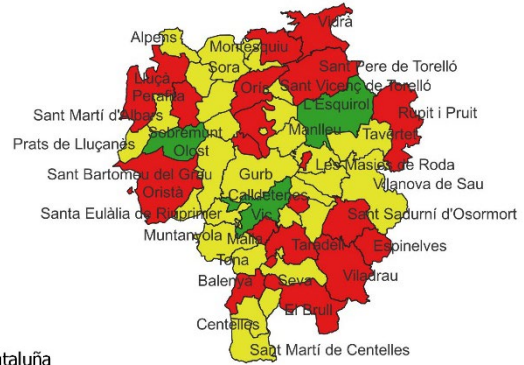 Vidrà
Alpens
Montesquiu
Sora
Sant Pere de Torelló
Lluçà
Orís
Sant Vicenç de Torelló
Perafita
L'Esquirol
Sant Martí d'Albars
Rupit i Pruit
Sobremunt
Manlleu
Tavertet
Prats de Lluçanès
Olost
Les Masies de Roda
Sant Bartomeu del Grau
Gurb
Vilanova de Sau
Oristà
Calldetenes
Santa Eulàlia de Riuprimer
Vic
Sant Sadurní d'Osormort
Muntanyola
Malla
Taradell
Espinelves
Tona
Balenyà
Seva
Viladrau
El Brull
Centelles
Sant Martí de Centelles
taluña